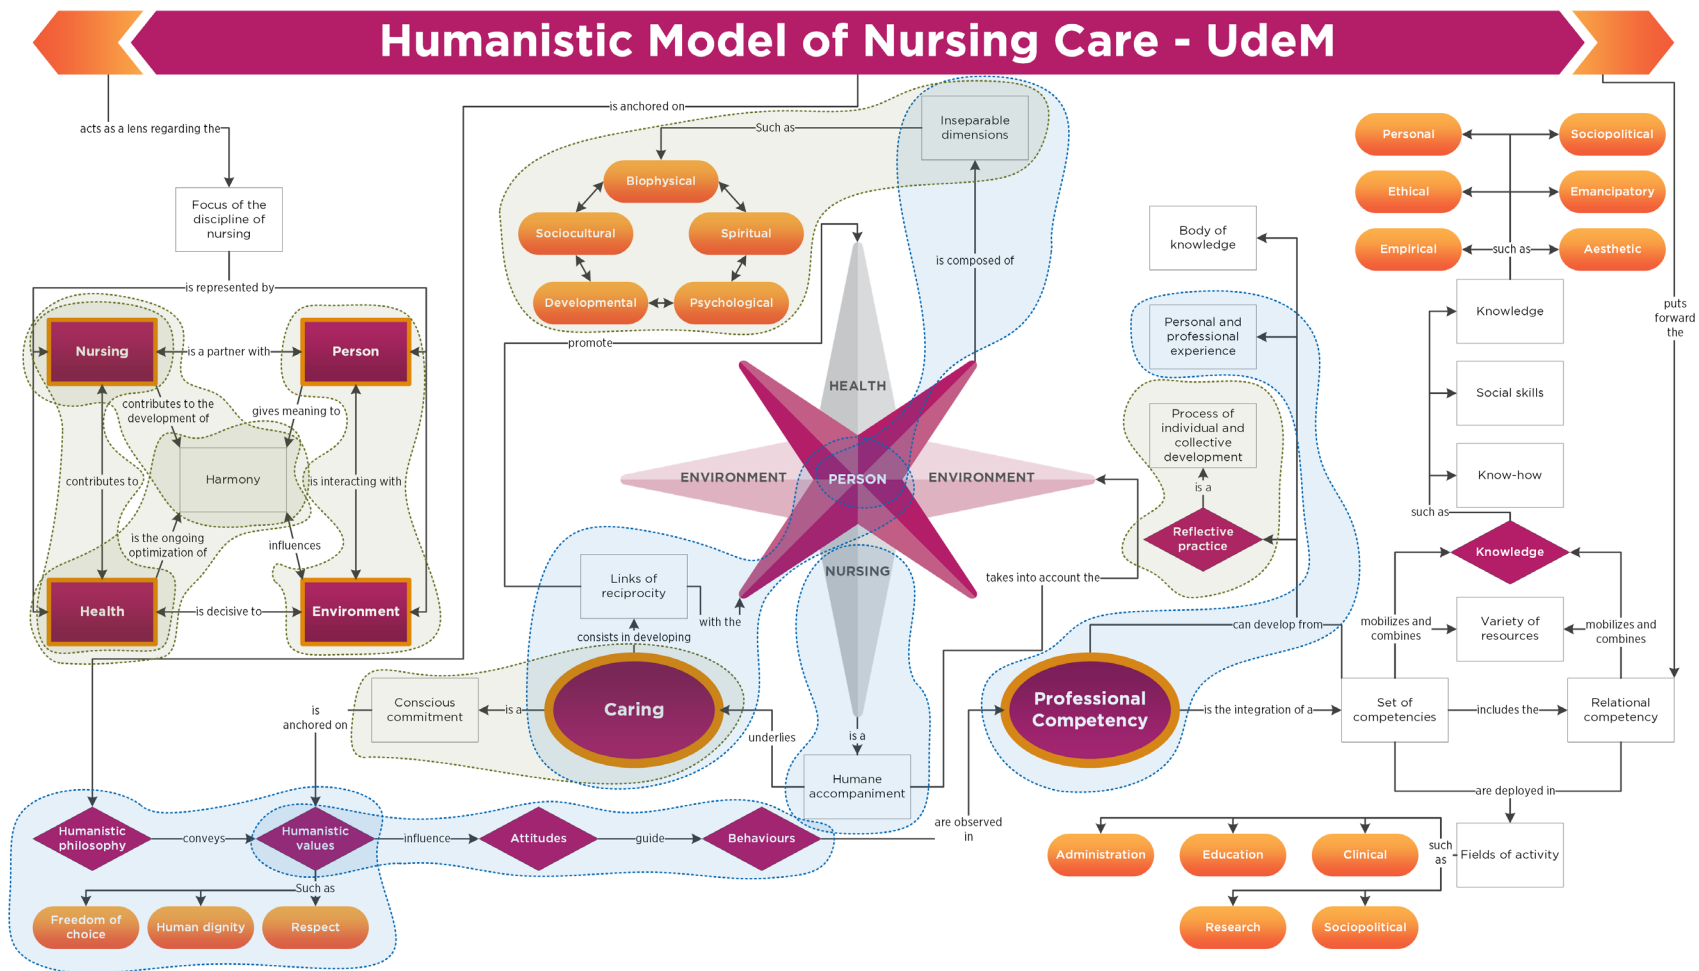 Humanistic Model of Nursing Care - UdeM
acts as a lens regarding the
Focus of the
discipline of
nursing
is represented by
Nursing
is a partner with
Person
contributes to the
development of
gives meaning to
contributes to
Harmony
is interacting with
is the ongoing
optimization of
influences
Health
is decisive to
Environment
is anchored on
Inseparable
dimensions
Such as
Biophysical
Sociocultural
Spiritual
Developmental
Psychological
is composed of
promote
HEALTH
ENVIRONMENT
PERSON
ENVIRONMENT
NURSING
Links of
reciprocity
with the
consists in developing
Caring
is a
Conscious
commitment
is
anchored on
underlies
is a
Humane
accompaniment
takes into account the
Humanistic
philosophy
conveys
Humanistic
values
influence
Attitudes
guide
Behaviours
are observed
in
Such as
Freedom of
choice
Human dignity
Respect
Body of
knowledge
Personal and
professional
experience
Process of
individual and
collective
development
is a
Reflective
practice
can develop from
Professional
Competency
is the integration of a
Set of
competencies
includes the
Relational
competency
Personal
Sociopolitical
Ethical
Emancipatory
Empirical
such as
Aesthetic
Knowledge
Social skills
Know-how
such as
Knowledge
mobilizes and
combines
Variety of
resources
mobilizes and
combines
puts
forward
the
are deployed in
Fields of activity
such
as
Administration
Education
Clinical
Research
Sociopolitical